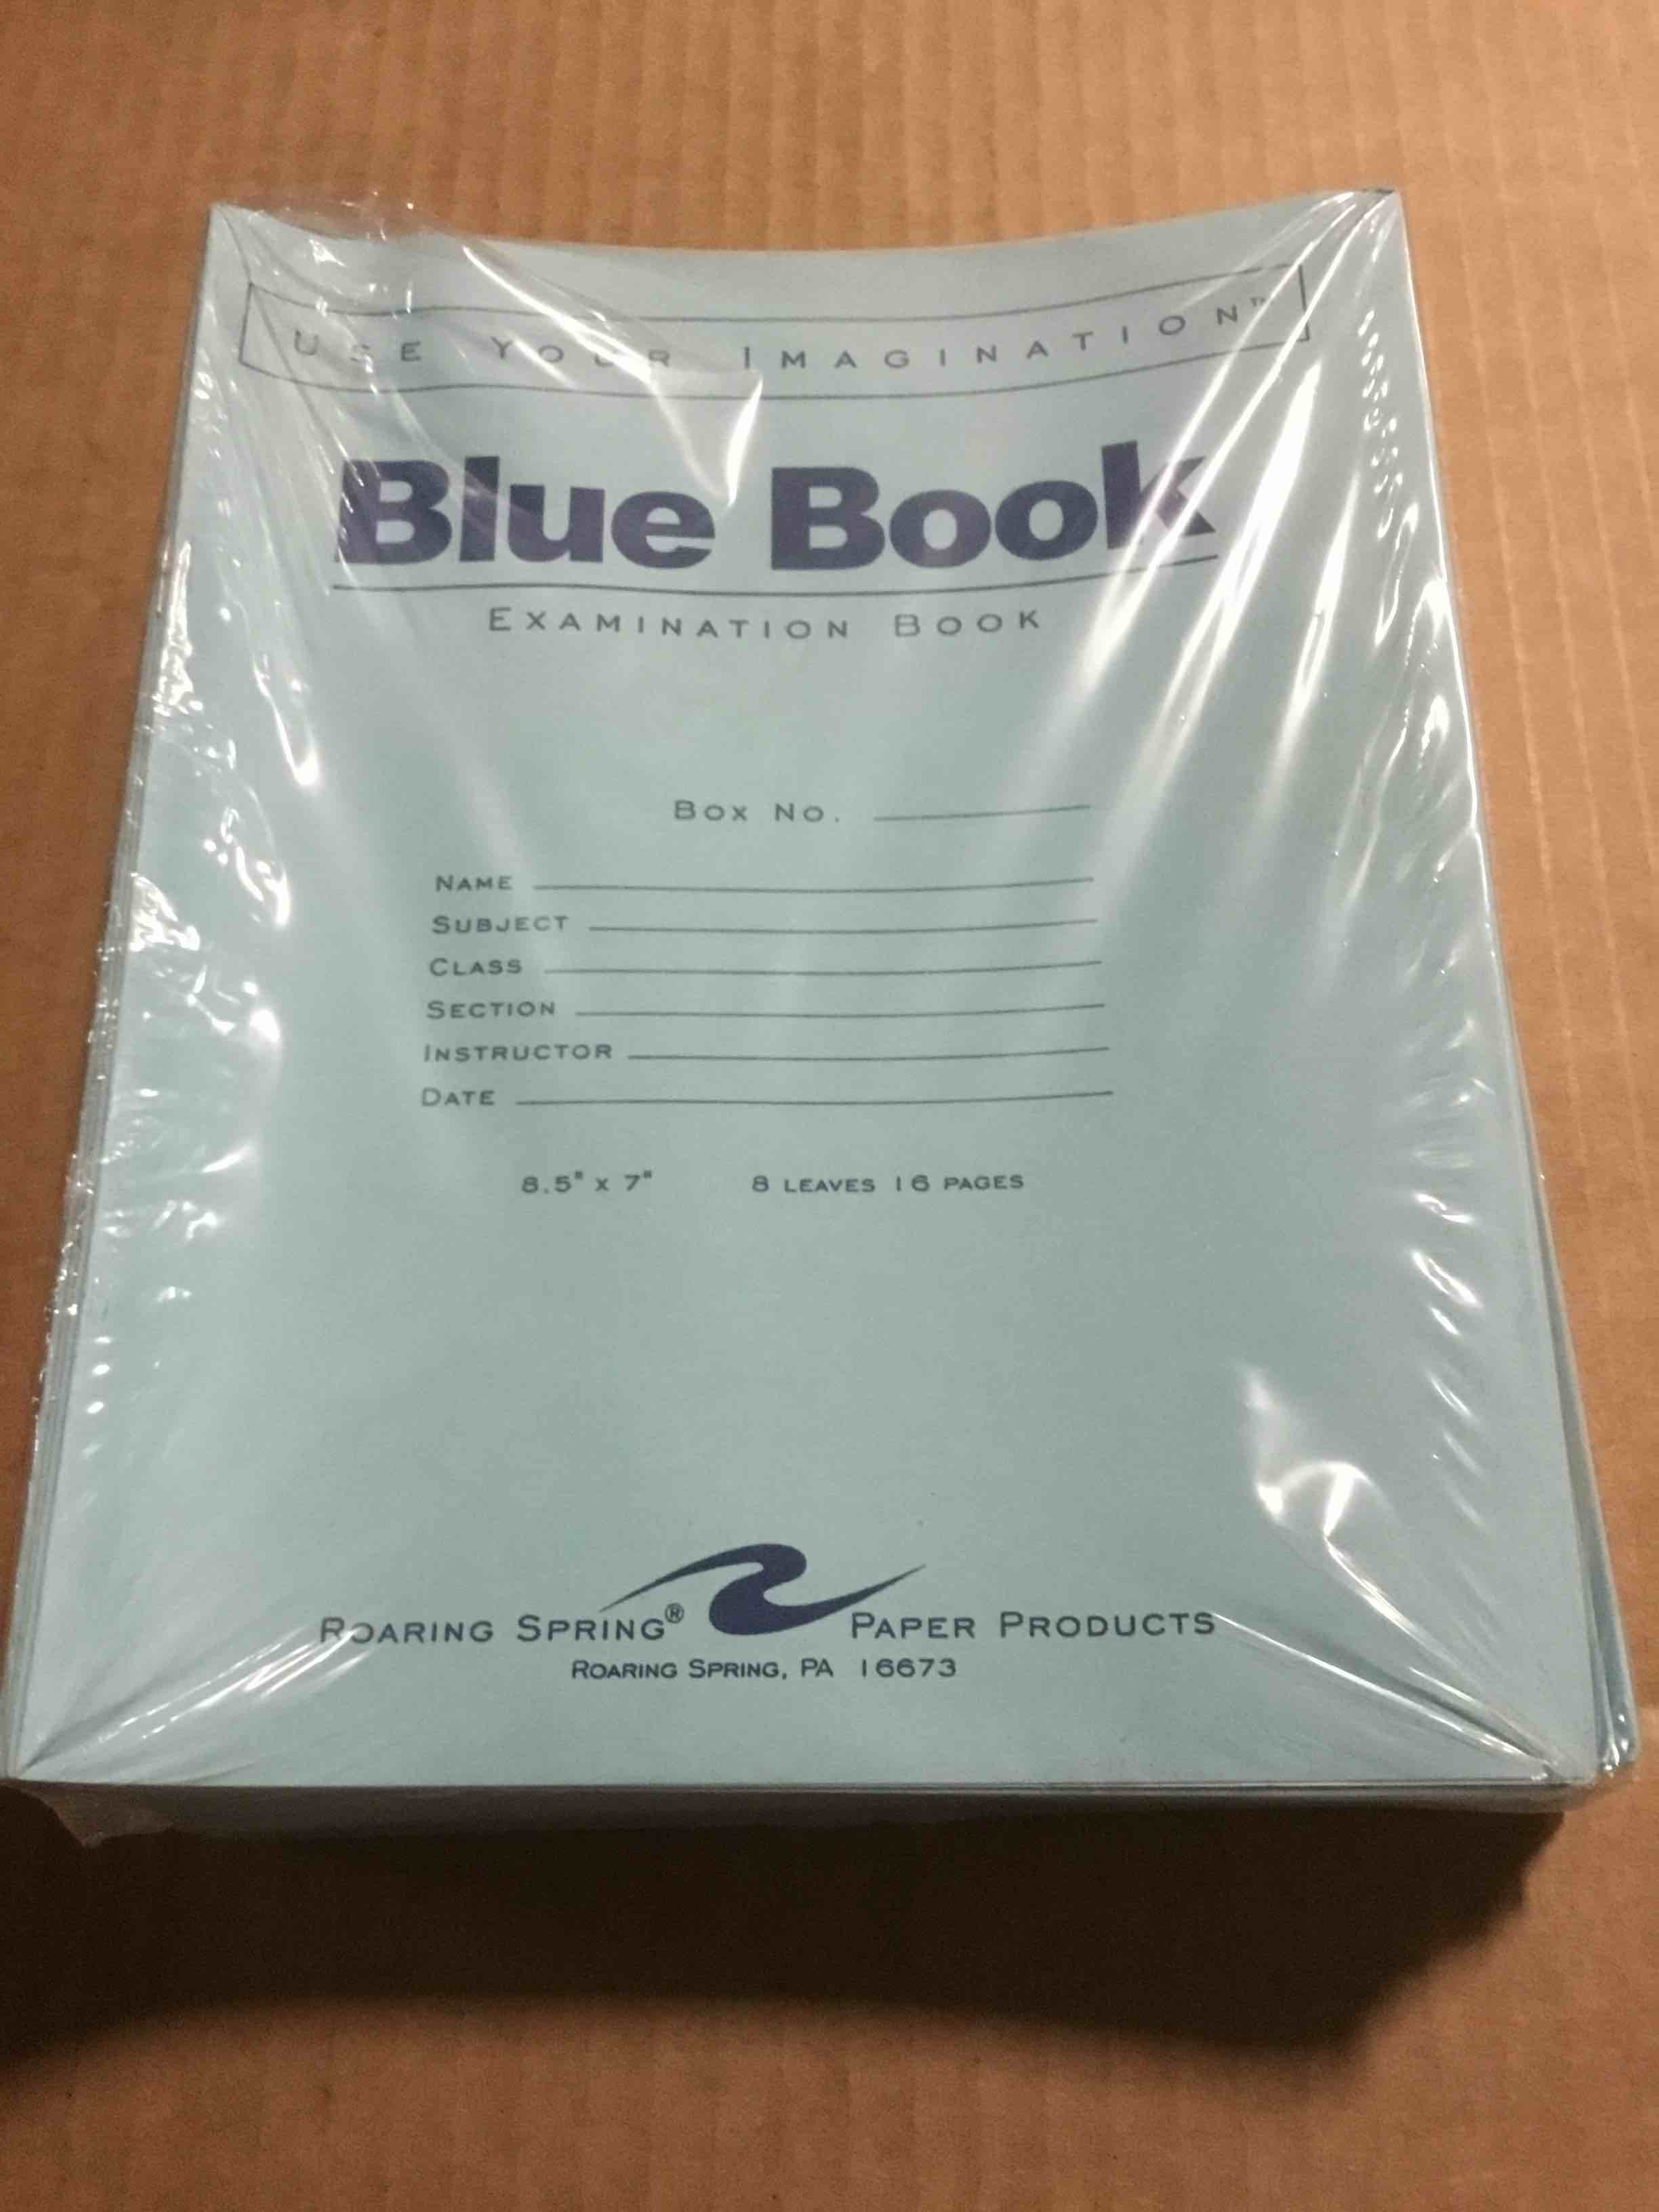 USE YOUR IMAGINATION™
Blue Book
EXAMINATION BOOK
BOX NO.
NAME
SUBJECT
CLASS
SECTION
INSTRUCTOR
DATE
8.5" x 7" 8 LEAVES 16 PAGES
ROARING SPRING® PAPER PRODUCTS
ROARING SPRING, PA 16673